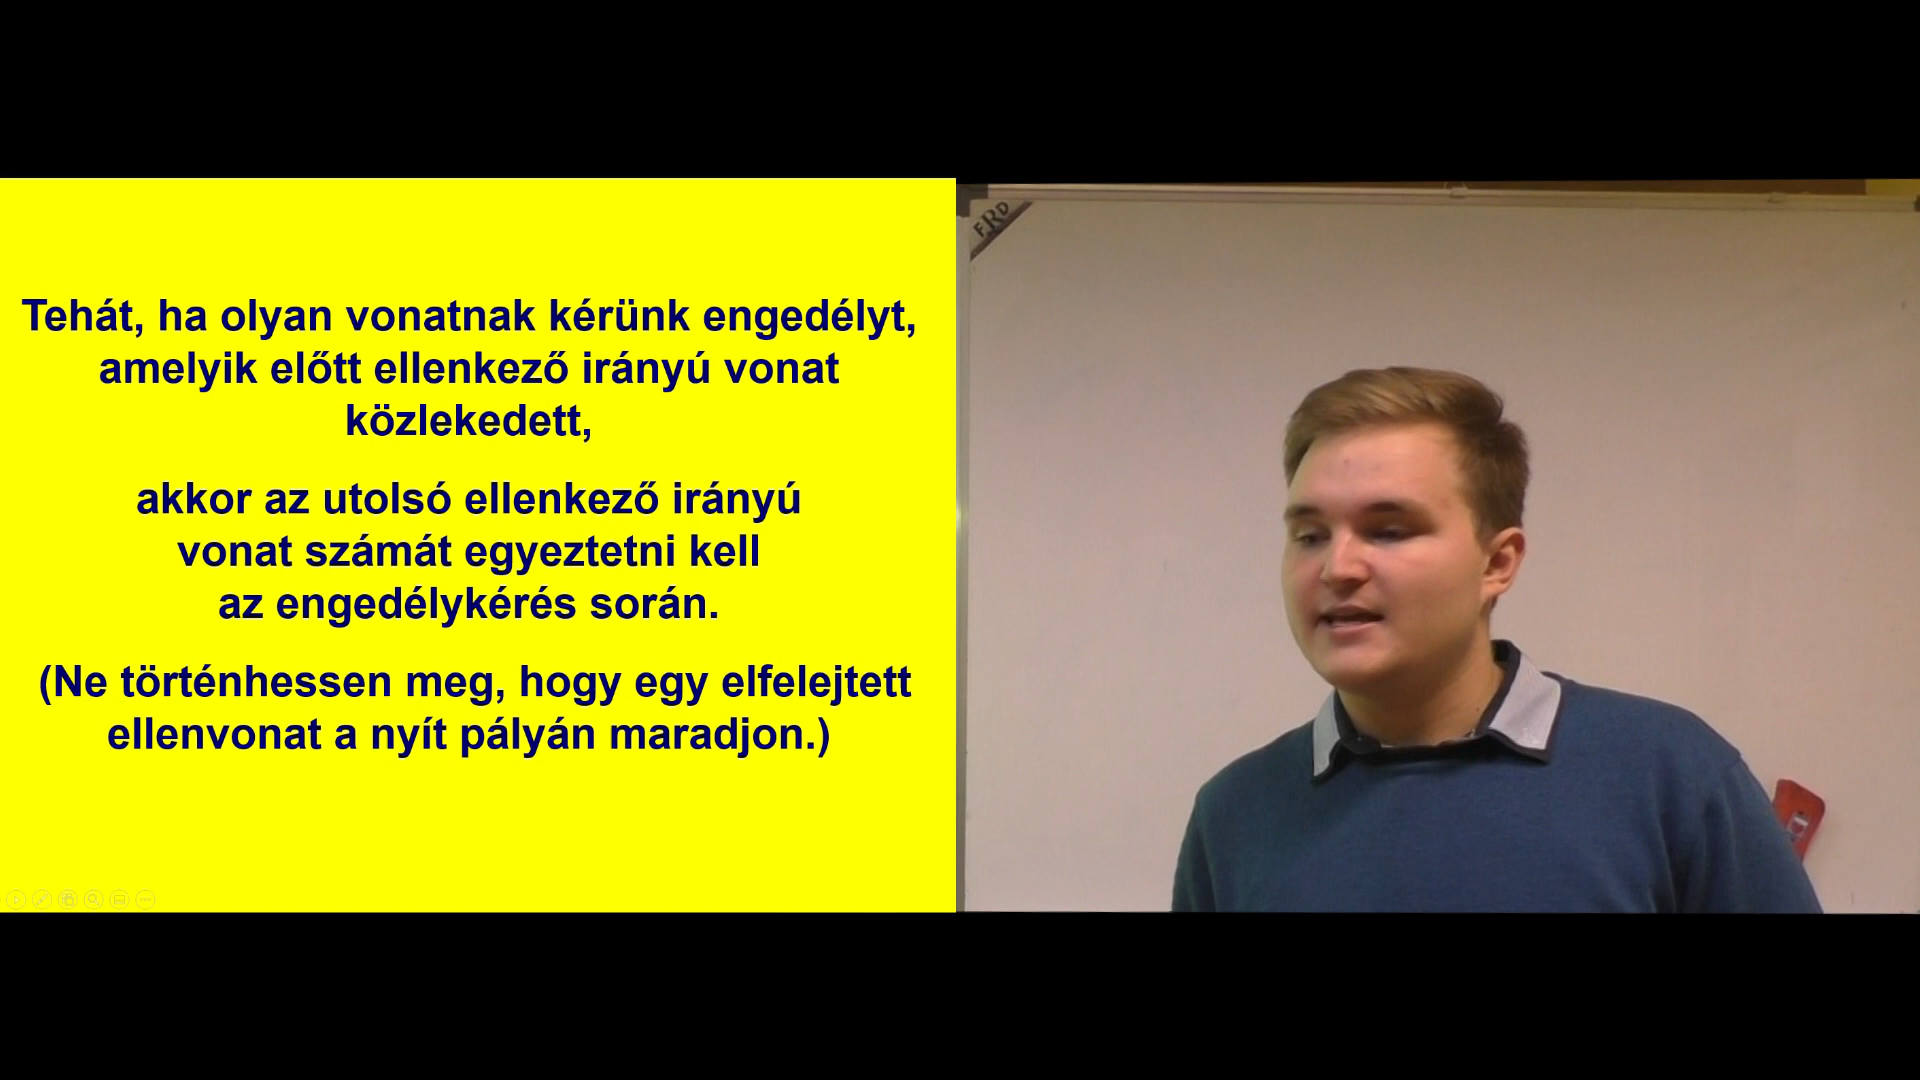 Tehát, ha olyan vonatnak kérünk engedélyt,
amelyik előtt ellenkező irányú vonat
közlekedett,
akkor az utolsó ellenkező irányú
vonat számát egyeztetni kell
az engedélykérés során.
(Ne történhessen meg, hogy egy elfelejtett
ellenvonat a nyít pályán maradjon.)
FRD